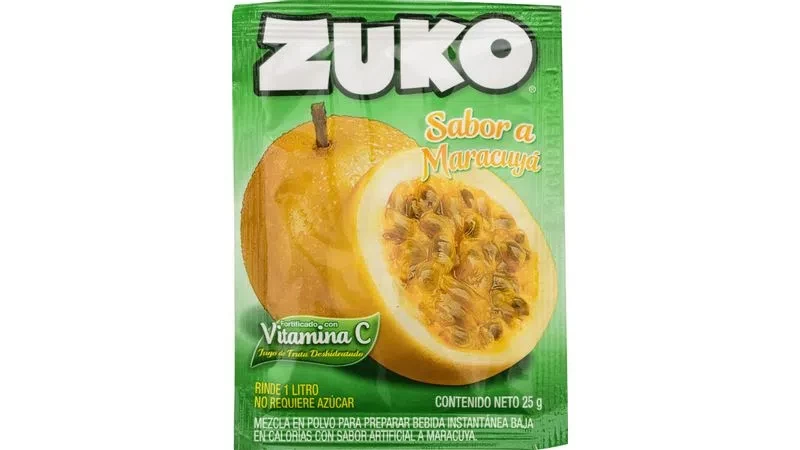 ZUKO
®
Sabor a
Maracuyá
Fortificado con
Vitamina C
Jugo de Fruta Deshidratado
RINDE 1 LITRO
NO REQUIERE AZÚCAR
CONTENIDO NETO 25 g
MEZCLA EN POLVO PARA PREPARAR BEBIDA INSTANTÁNEA BAJA
EN CALORÍAS CON SABOR ARTIFICIAL A MARACUYA.